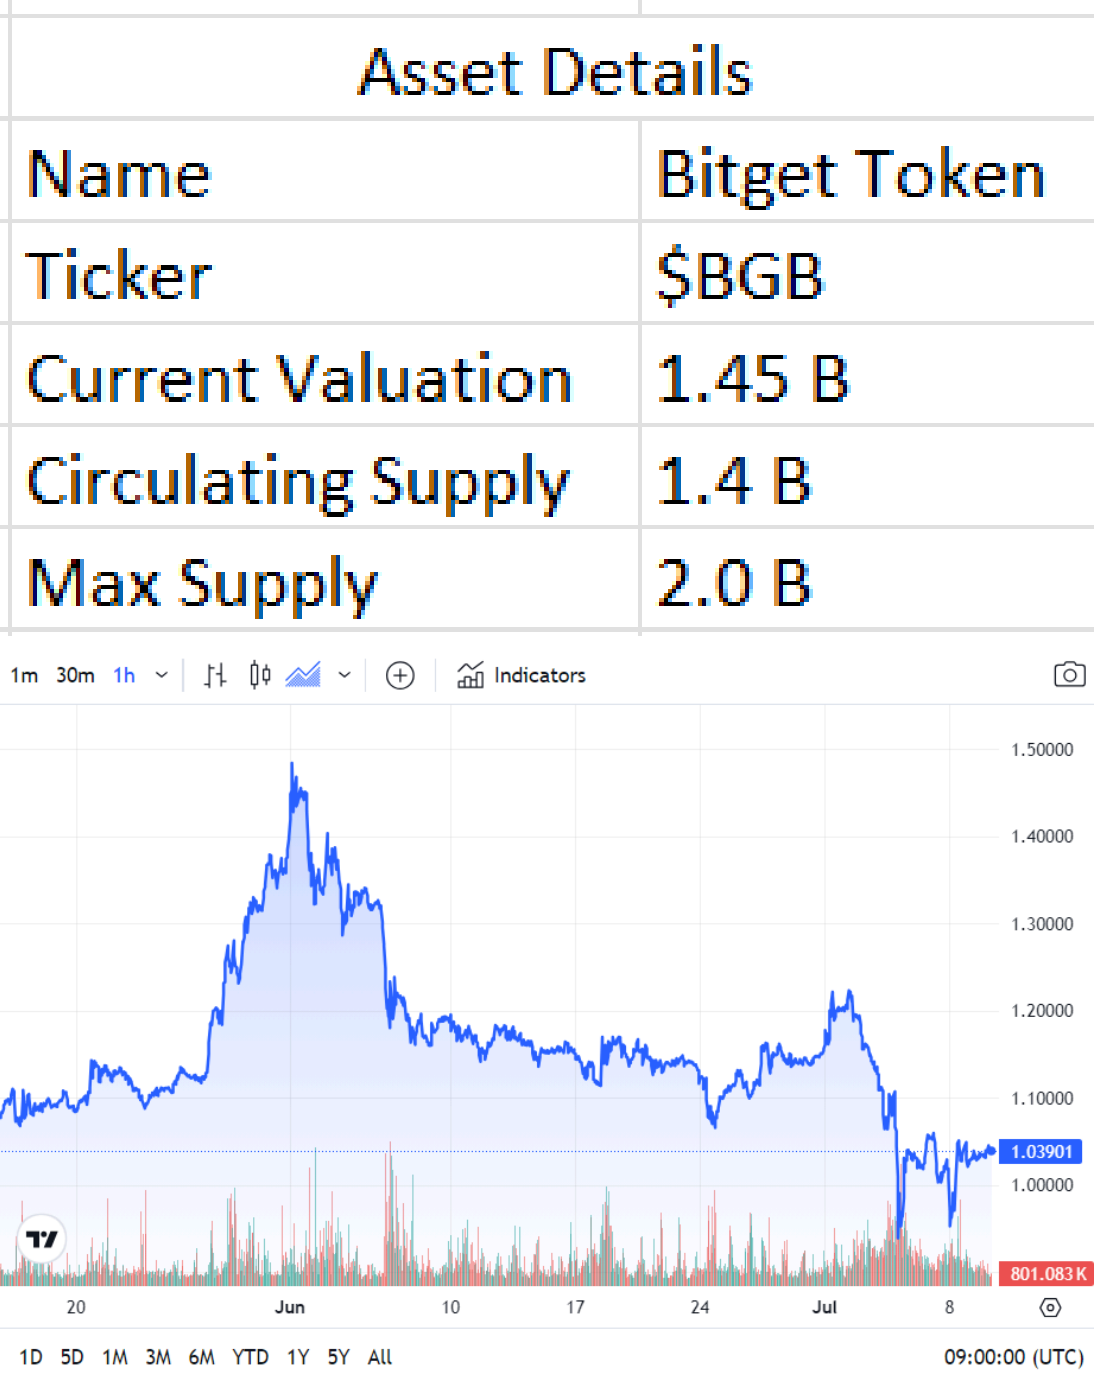 Asset Details
Name Bitget Token
Ticker $BGB
Current Valuation 1.45 B
Circulating Supply 1.4 B
Max Supply 2.0 B
1m 30m 1h Indicators
1.50000
1.40000
1.30000
1.20000
1.10000
1.03901
1.00000
801.083 K
20 Jun 10 17 24 Jul 8
1D 5D 1M 3M 6M YTD 1Y 5Y All 09:00:00 (UTC)